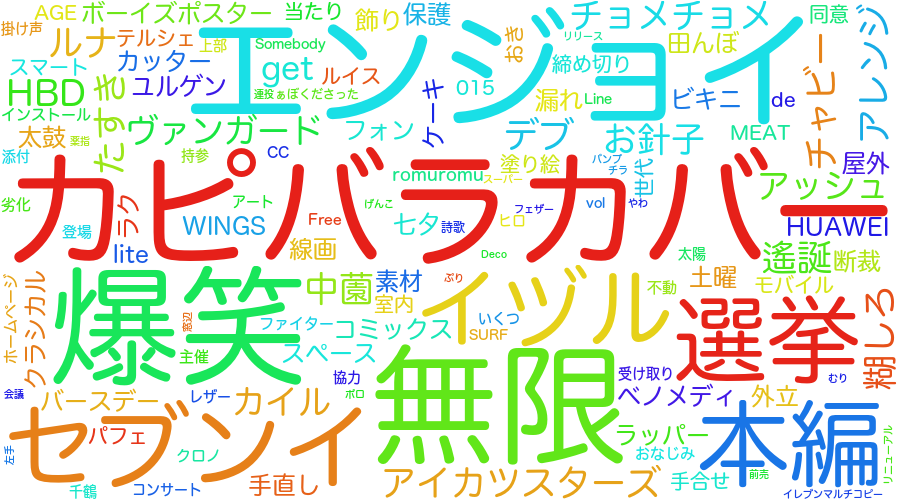 AGE
ボーイズポスター
当たり
飾り
保護
チョメチョメ
同意
掛け声
ルナ
テルシェ
上部
Somebody
エンジョイ
リリース
おき
田んぼ
アレンジ
スマート
カッター
get
ルイス
締め切り
チャビー
HBD
ユルゲン
連投ぁぼくださった
ケーキ
015
漏れ
Line
ビキニ
de
インストール
たすき
ヴァンガード
フォン
デブ
お針子
MEAT
太鼓
薬指
添付
持参
CC
塗り絵
パンプ
チラ
世代
屋外
カピバラカバー
romuromu
スーパー
アッシュ
劣化
ラク
アート
げんこ
フェザー
vol
やわ
登場
WINGS
Free
七夕
詩歌
ヒロ
HUAWEI
lite
線画
Deco
太陽
遙誕
断裁
ホームページ
クラシカル
爆笑
中薗
素材
ぷり
イヅル
土曜
不動
モバイル
室内
窓辺
ファイター
コミックス
いくつ
SURF
選挙
糊しろ
主催
スペース
無限
会議
協力
受け取り
むり
バースデー
レザー
カイル
ボロ
ベノメディ
外立
セブンイ
パフェ
本編
ラッパー
左手
クロノ
おなじみ
リニューアル
千鶴
コンサート
手直し
アイカツスターズ
手合せ
前売
イレブンマルチコピー